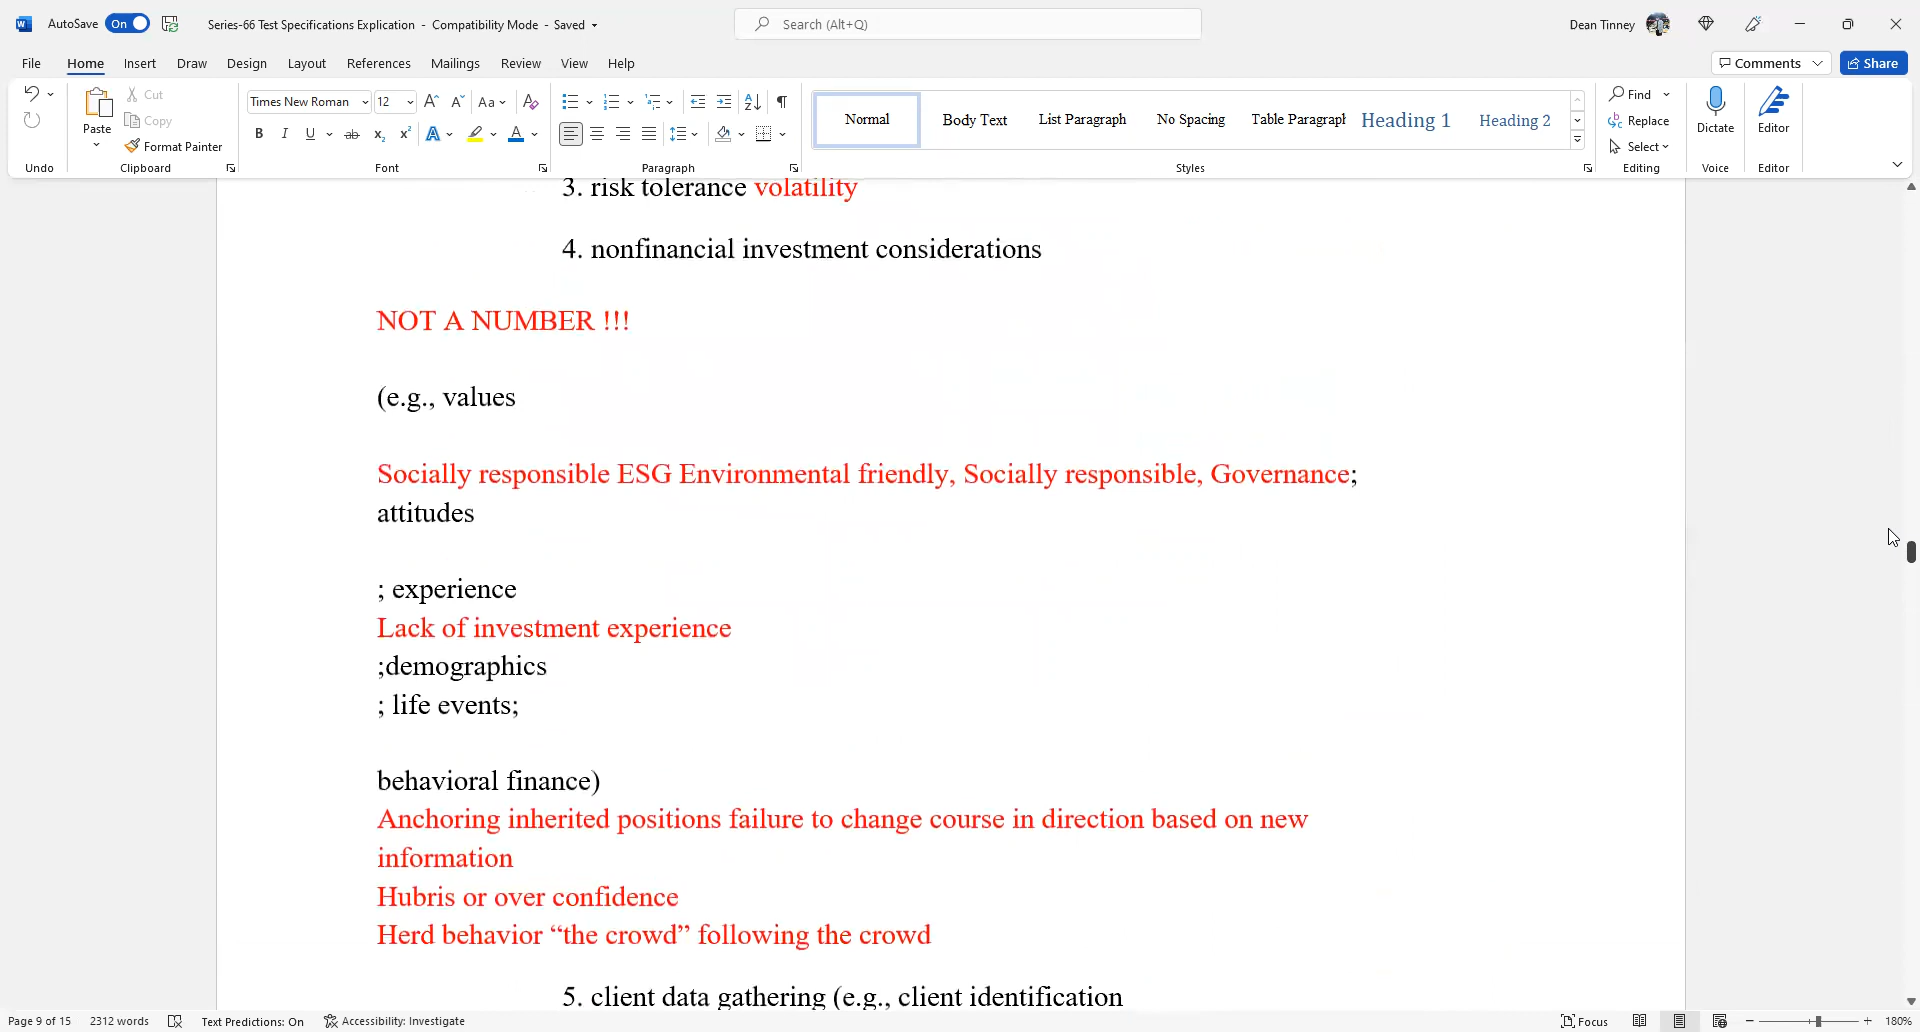 AutoSave On Series-66 Test Specifications Explication - Compatibility Mode - Saved Search (Alt+Q) Dean Tinney
File Home Insert Draw Design Layout References Mailings Review View Help Comments Share
Paste Cut Copy Format Painter
Times New Roman 12 A A Aa A
B I U ab x₂ x² A A
Normal Body Text List Paragraph No Spacing Table Paragraph Heading 1 Heading 2
Find Replace Select
Dictate Editor
Undo Clipboard Font Paragraph Styles Editing Voice Editor
3. risk tolerance volatility
4. nonfinancial investment considerations
NOT A NUMBER !!!
(e.g., values
Socially responsible ESG Environmental friendly, Socially responsible, Governance;
attitudes
; experience
Lack of investment experience
;demographics
; life events;
behavioral finance)
Anchoring inherited positions failure to change course in direction based on new
information
Hubris or over confidence
Herd behavior “the crowd” following the crowd
5. client data gathering (e.g., client identification
Page 9 of 15 2312 words Text Predictions: On Accessibility: Investigate Focus 180%